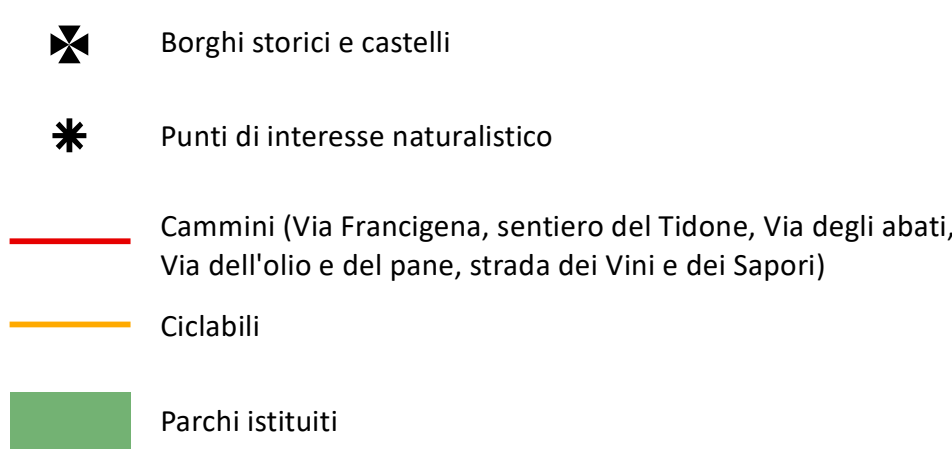 Borghi storici e castelli
Punti di interesse naturalistico
Cammini (Via Francigena, sentiero del Tidone, Via degli abati,
Via dell'olio e del pane, strada dei Vini e dei Sapori)
Ciclabili
Parchi istituiti